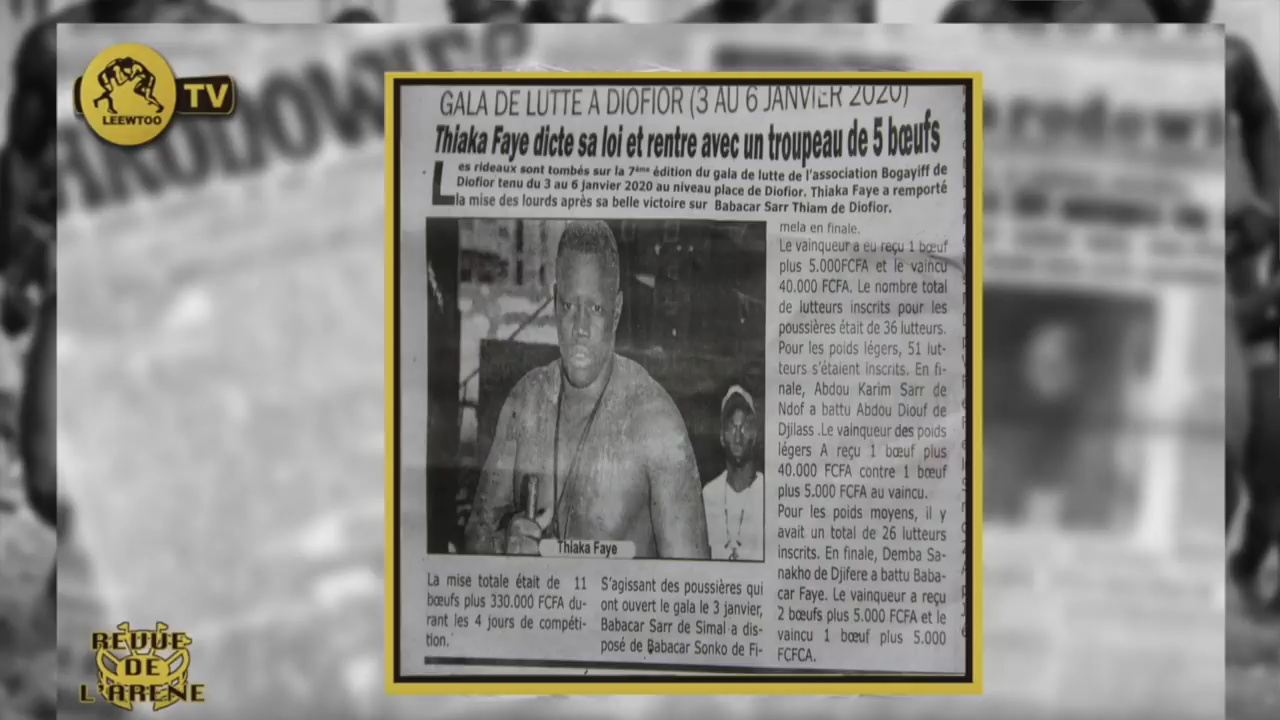 LEEWTOO
TV
GALA DE LUTTE A DIOFIOR (3 AU 6 JANVIER 2020)
Thiaka Faye dicte sa loi et rentre avec un troupeau de 5 bœufs
Les rideaux sont tombés sur la 7ème édition du gala de lutte de l'association Bogayiff de
Diofior tenu du 3 au 6 janvier 2020 au niveau place de Diofior. Thiaka Faye a remporté
la mise des lourds après sa belle victoire sur Babacar Sarr Thiam de Diofior.
Thiaka Faye
La mise totale était de 11
bœufs plus 330.000 FCFA du-
rant les 4 jours de compéti-
tion.
S'agissant des poussières qui
ont ouvert le gala le 3 janvier,
Babacar Sarr de Simal a dis-
posé de Babacar Sonko de Fi-
mela en finale.
Le vainqueur a eu reçu 1 bœuf
plus 5.000FCFA et le vaincu
40.000 FCFA. Le nombre total
de lutteurs inscrits pour les
poussières était de 36 lutteurs.
Pour les poids légers, 51 lut-
teurs s'étaient inscrits. En fi-
nale, Abdou Karim Sarr de
Ndof a battu Abdou Diouf de
Djilass .Le vainqueur des poids
légers A reçu 1 bœuf plus
40.000 FCFA contre 1 bœuf
plus 5.000 FCFA au vaincu.
Pour les poids moyens, il y
avait un total de 26 lutteurs
inscrits. En finale, Demba Sa-
nakho de Djifere a battu Baba-
car Faye. Le vainqueur a reçu
2 bœufs plus 5.000 FCFA et le
vaincu 1 bœuf plus 5.000
FCFCA.
REVUE
DE
L'ARENE